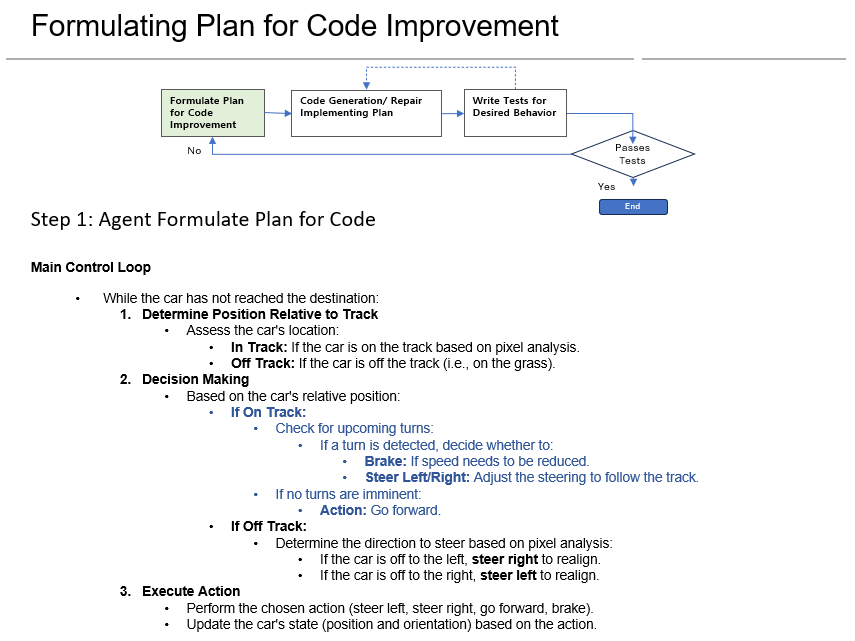 Formulating Plan for Code Improvement
Formulate Plan
for Code
Improvement
Code Generation/ Repair
Implementing Plan
Write Tests for
Desired Behavior
Passes
Tests
No
Yes
End
Step 1: Agent Formulate Plan for Code
Main Control Loop
• While the car has not reached the destination:
1. Determine Position Relative to Track
• Assess the car's location:
• In Track: If the car is on the track based on pixel analysis.
• Off Track: If the car is off the track (i.e., on the grass).
2. Decision Making
• Based on the car's relative position:
• If On Track:
• Check for upcoming turns:
• If a turn is detected, decide whether to:
• Brake: If speed needs to be reduced.
• Steer Left/Right: Adjust the steering to follow the track.
• If no turns are imminent:
• Action: Go forward.
• If Off Track:
• Determine the direction to steer based on pixel analysis:
• If the car is off to the left, steer right to realign.
• If the car is off to the right, steer left to realign.
3. Execute Action
• Perform the chosen action (steer left, steer right, go forward, brake).
• Update the car's state (position and orientation) based on the action.